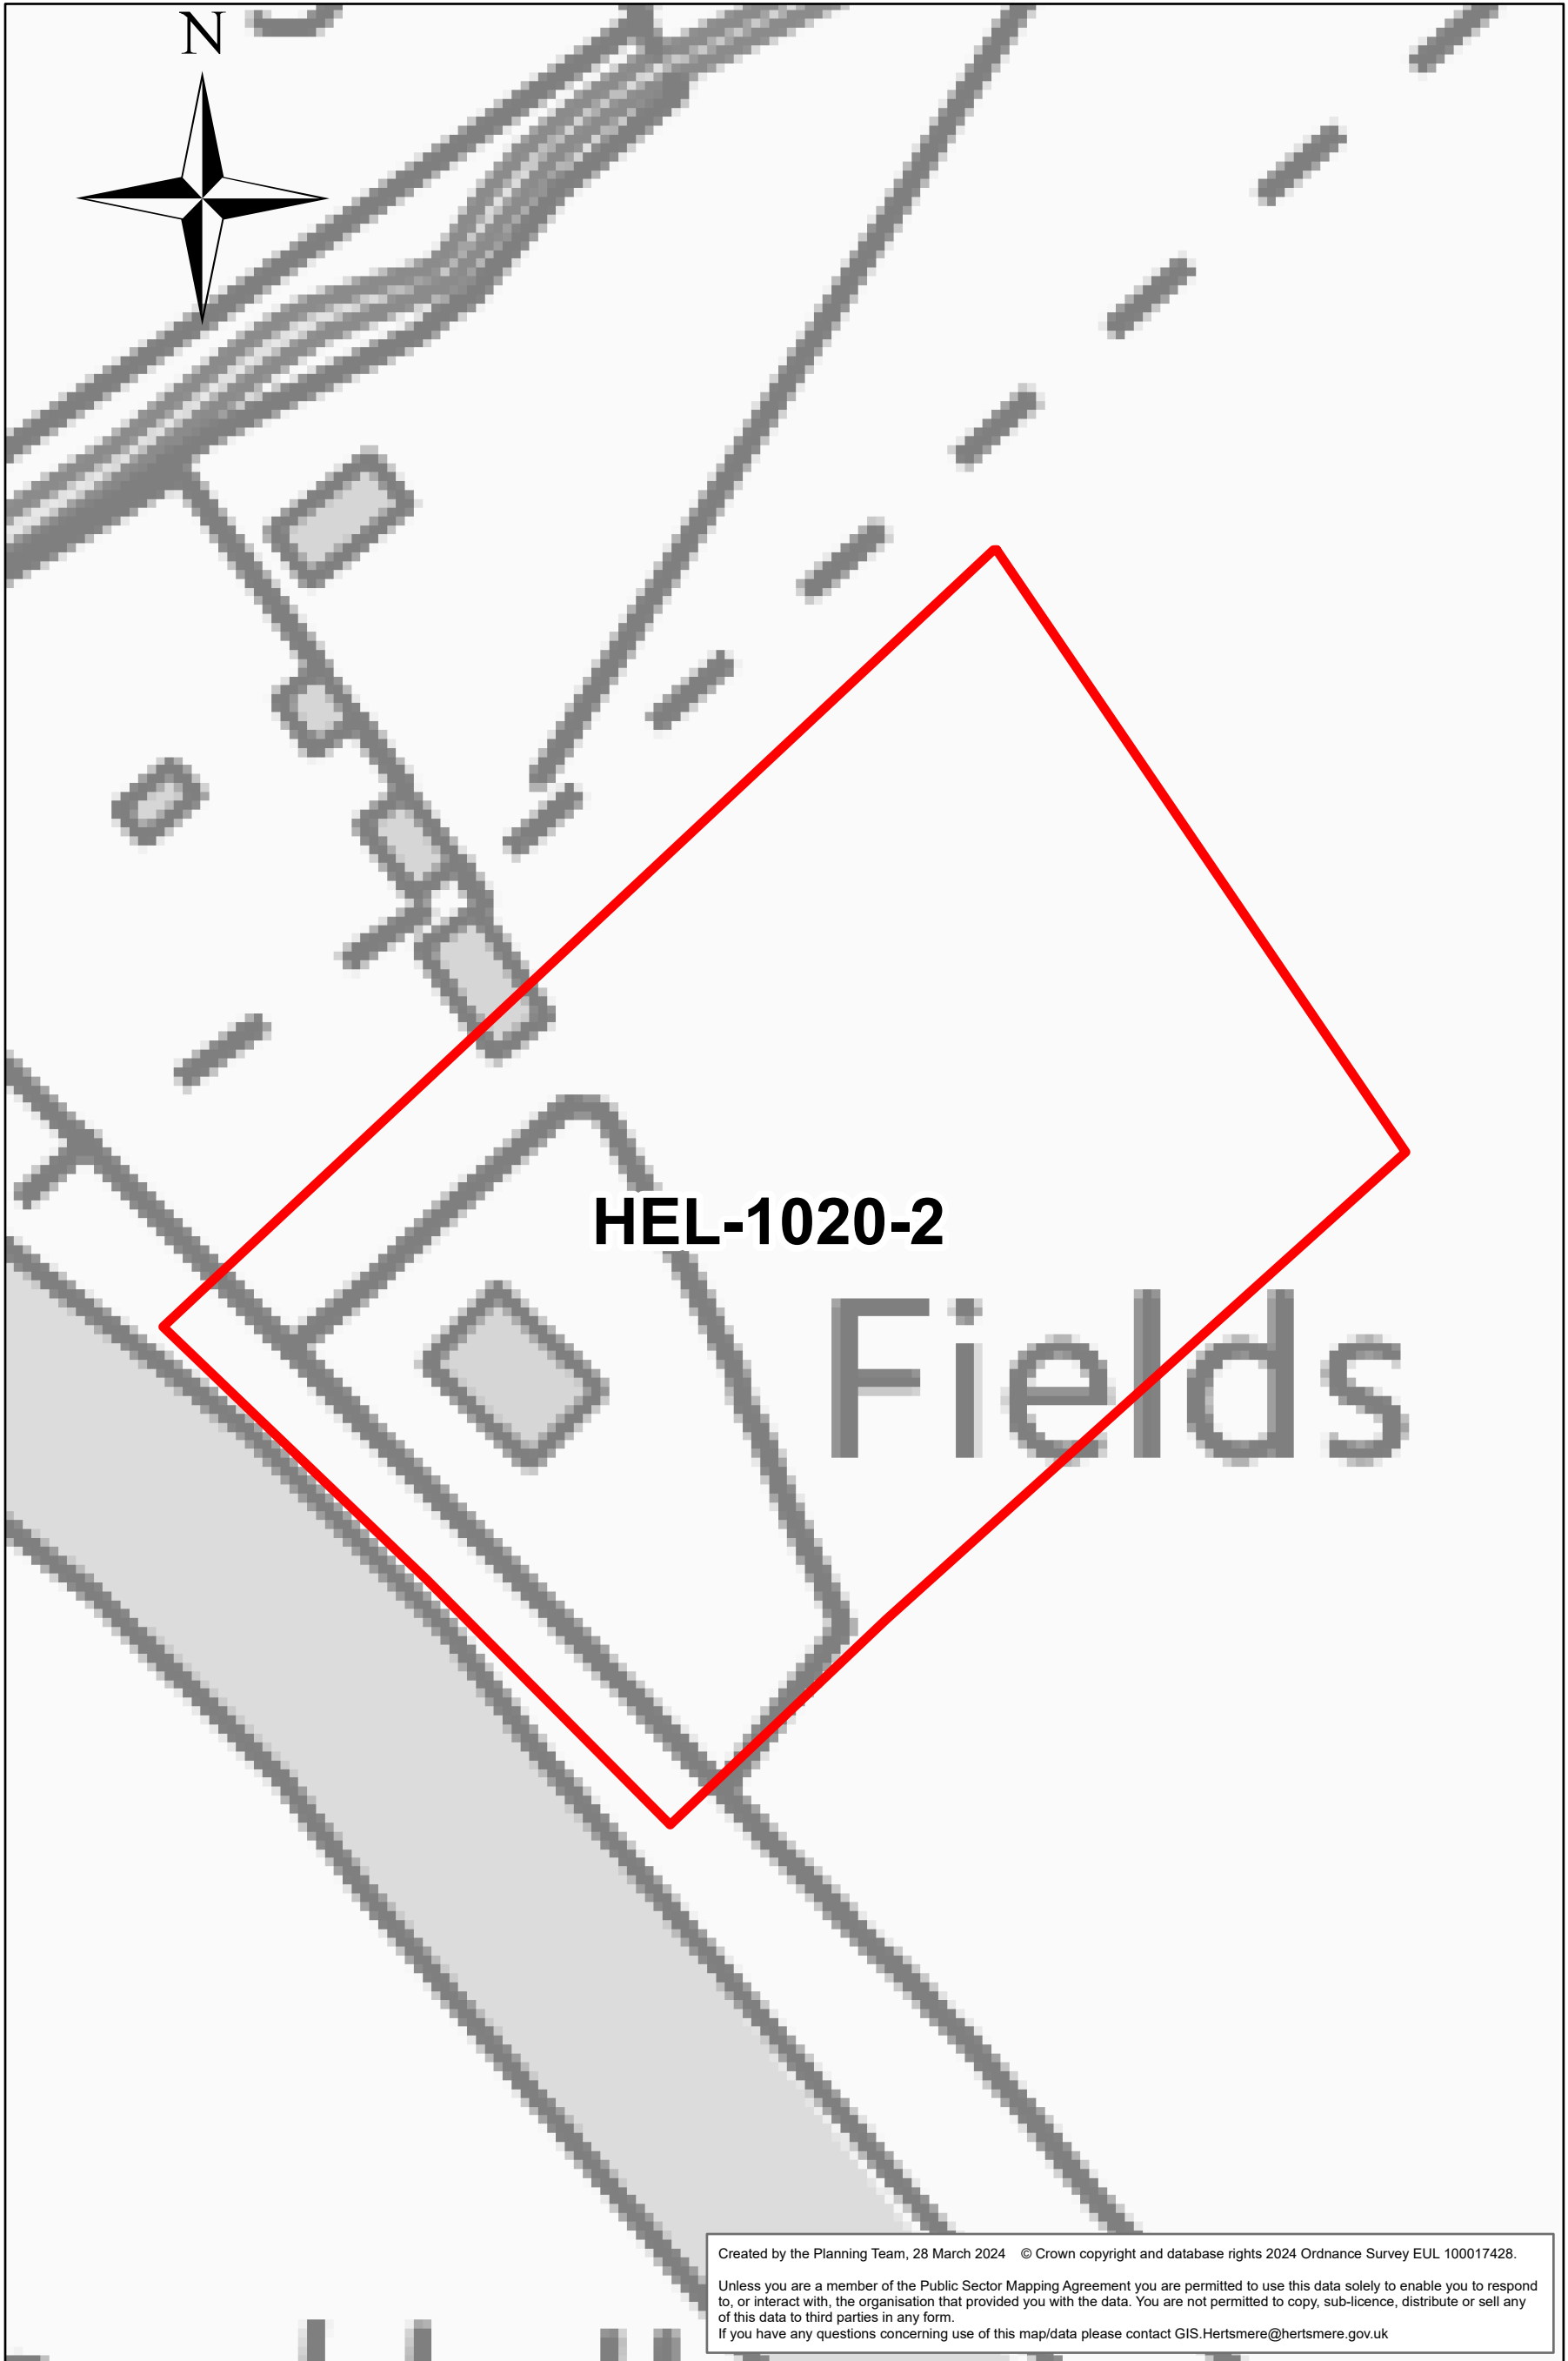 N
HEL-1020-2
Fields
Created by the Planning Team, 28 March 2024 © Crown copyright and database rights 2024 Ordnance Survey EUL 100017428.
Unless you are a member of the Public Sector Mapping Agreement you are permitted to use this data solely to enable you to respond
to, or interact with, the organisation that provided you with the data. You are not permitted to copy, sub-licence, distribute or sell any
of this data to third parties in any form.
If you have any questions concerning use of this map/data please contact GIS.Hertsmere@hertsmere.gov.uk